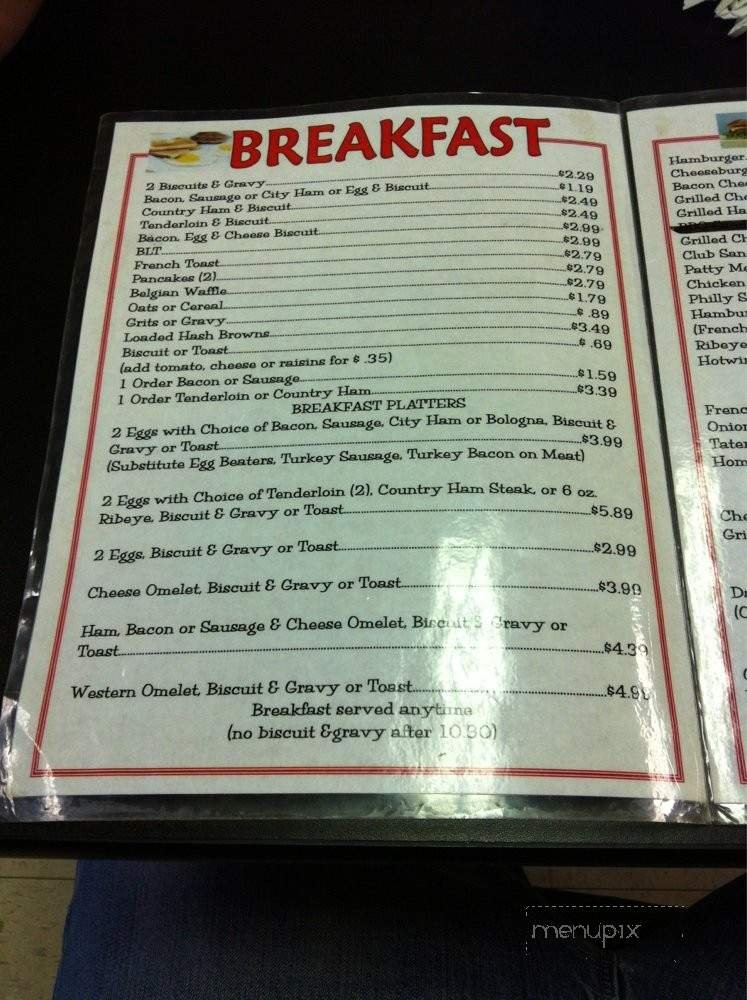 BREAKFAST
2 Biscuits & Gravy $2.29
Bacon, Sausage or City Ham or Egg & Biscuit $1.19
Country Ham & Biscuit $2.49
Tenderloin & Biscuit $2.49
Bacon, Egg & Cheese Biscuit $2.99
BLT $2.99
French Toast $2.79
Pancakes (2) $2.79
Belgian Waffle $2.79
Oats or Cereal $1.79
Grits or Gravy $ .89
Loaded Hash Browns $3.49
Biscuit or Toast $ .69
(add tomato, cheese or raisins for $ .35)
1 Order Bacon or Sausage $1.59
1 Order Tenderloin or Country Ham $3.39
BREAKFAST PLATTERS
2 Eggs with Choice of Bacon, Sausage, City Ham or Bologna, Biscuit &
Gravy or Toast $3.99
(Substitute Egg Beaters, Turkey Sausage, Turkey Bacon on Meat)
2 Eggs with Choice of Tenderloin (2), Country Ham Steak, or 6 oz.
Ribeye, Biscuit & Gravy or Toast $5.89
2 Eggs, Biscuit & Gravy or Toast $2.99
Cheese Omelet, Biscuit & Gravy or Toast $3.99
Ham, Bacon or Sausage & Cheese Omelet, Biscuit & Gravy or
Toast $4.39
Western Omelet, Biscuit & Gravy or Toast $4.99
Breakfast served anytime
(no biscuit &gravy after 10:30)
Hamburger
Cheeseburg
Bacon Chee
Grilled Che
Grilled Ha
Grilled Ch
Club San
Patty Me
Chicken
Philly S
Hambur
(French
Ribeye
Hotwin
Frenc
Onion
Tater
Hom
Che
Gri
menupix